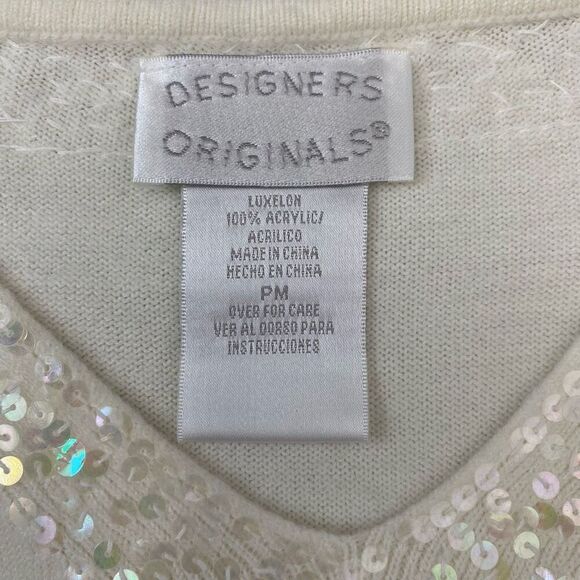 DESIGNERS
ORIGINALS®
LUXELON
100% ACRYLIC/
ACRILICO
MADE IN CHINA
HECHO EN CHINA
PM
OVER FOR CARE
VER AL DORSO PARA
INSTRUCCIONES